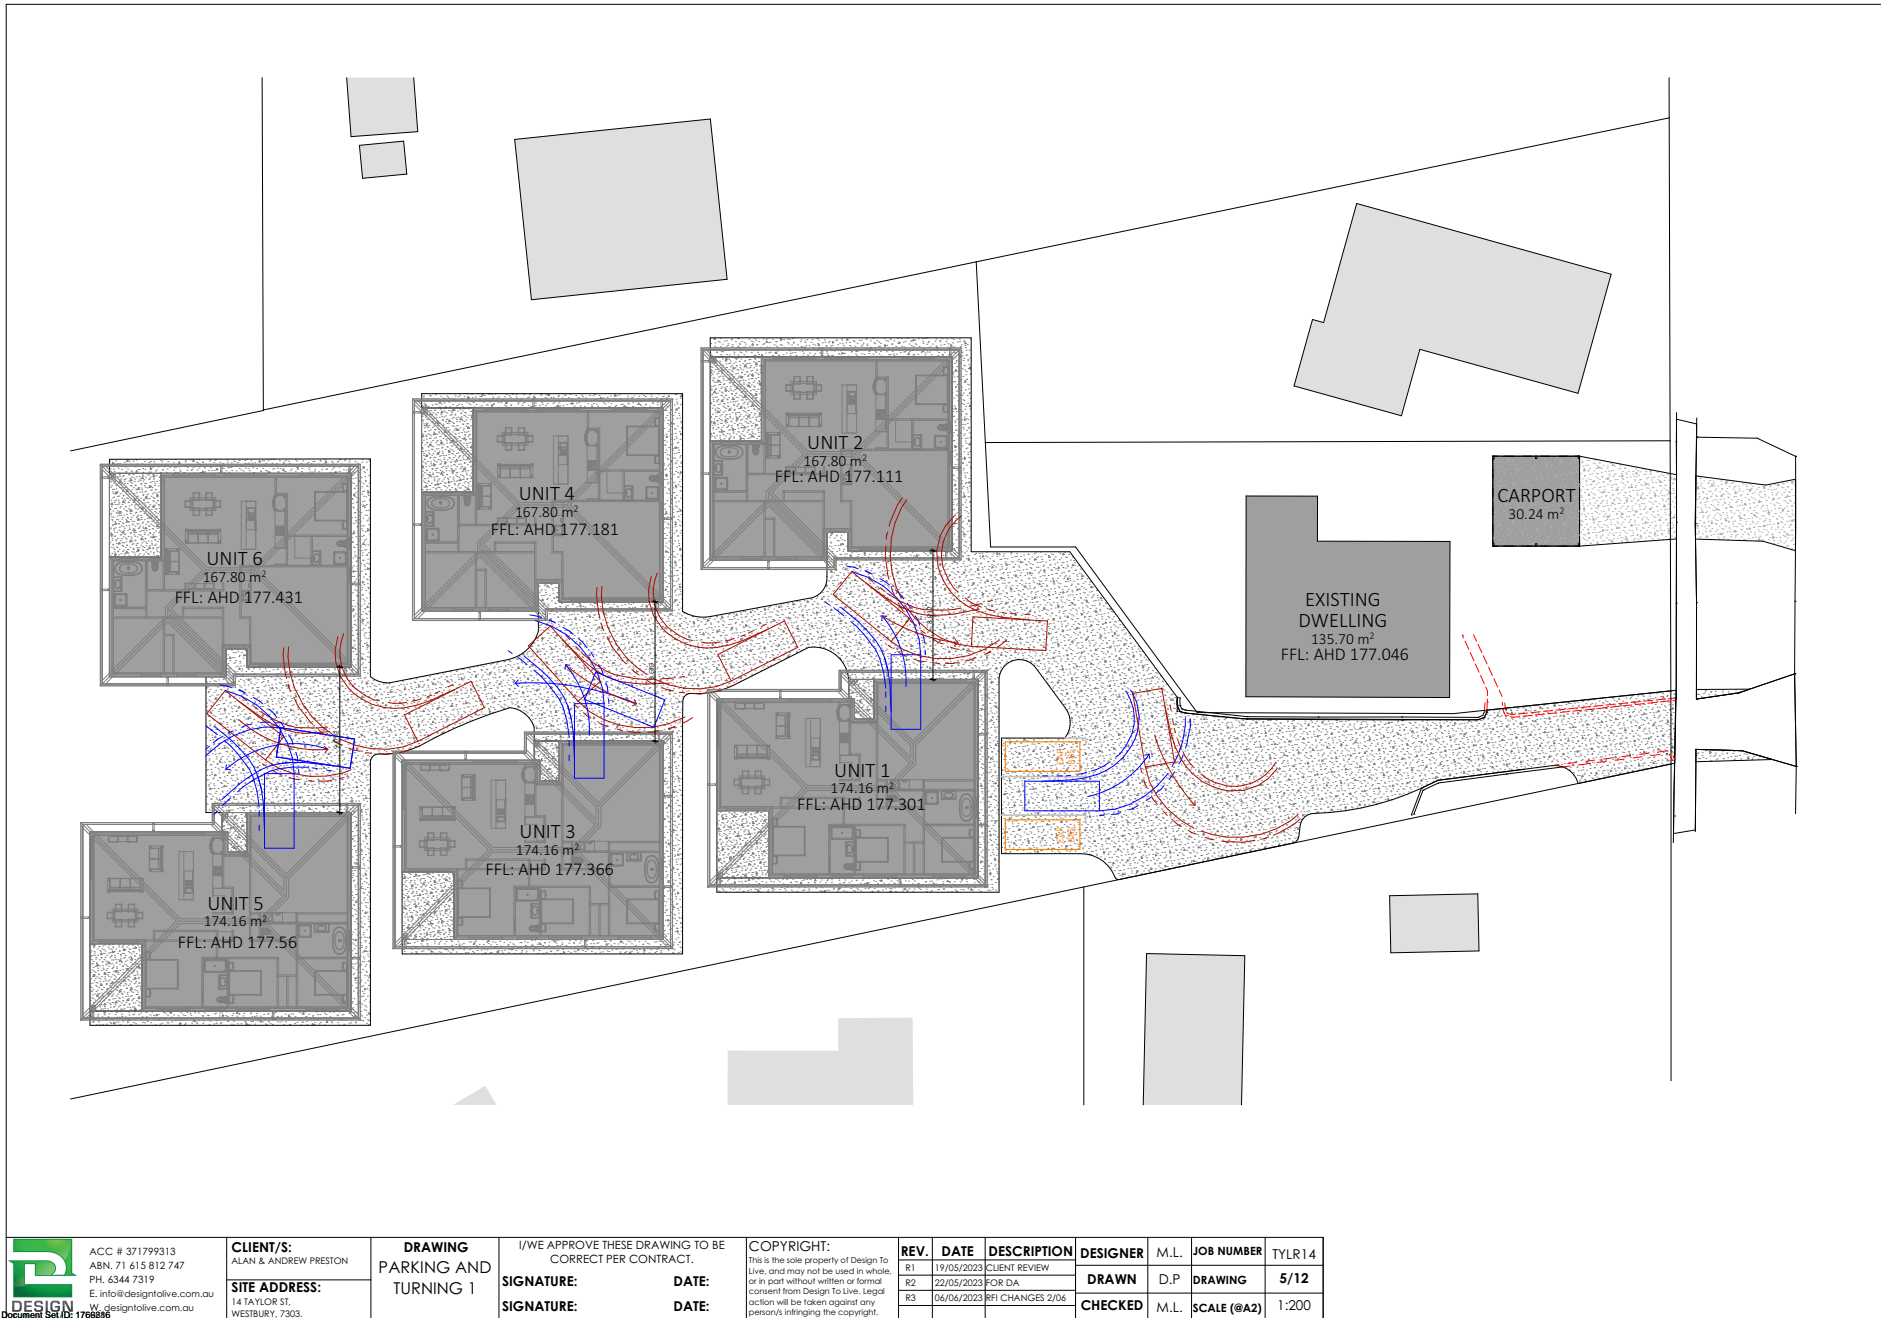 UNIT 2
167.80 m²
FFL: AHD 177.111
UNIT 4
167.80 m²
FFL: AHD 177.181
UNIT 6
167.80 m²
FFL: AHD 177.431
CARPORT
30.24 m²
EXISTING
DWELLING
135.70 m²
FFL: AHD 177.046
UNIT 1
174.16 m²
FFL: AHD 177.301
UNIT 3
174.16 m²
FFL: AHD 177.366
UNIT 5
174.16 m²
FFL: AHD 177.56
DESIGN
ACC # 371799313
ABN. 71 615 812 747
PH. 6344 7319
E. info@designtolive.com.au
W. designtolive.com.au
Document Set ID: 1768886
CLIENT/S:
ALAN & ANDREW PRESTON
SITE ADDRESS:
14 TAYLOR ST,
WESTBURY, 7303.
DRAWING
PARKING AND
TURNING 1
I/WE APPROVE THESE DRAWING TO BE
CORRECT PER CONTRACT.
SIGNATURE: DATE:
SIGNATURE: DATE:
COPYRIGHT:
This is the sole property of Design To
Live, and may not be used in whole,
or in part without written or formal
consent from Design To Live. Legal
action will be taken against any
person/s infringing the copyright.
REV. DATE DESCRIPTION
R1 19/05/2023 CLIENT REVIEW
R2 22/05/2023 FOR DA
R3 06/06/2023 RFI CHANGES 2/06
DESIGNER M.L. JOB NUMBER TYLR14
DRAWN D.P DRAWING 5/12
CHECKED M.L. SCALE (@A2) 1:200